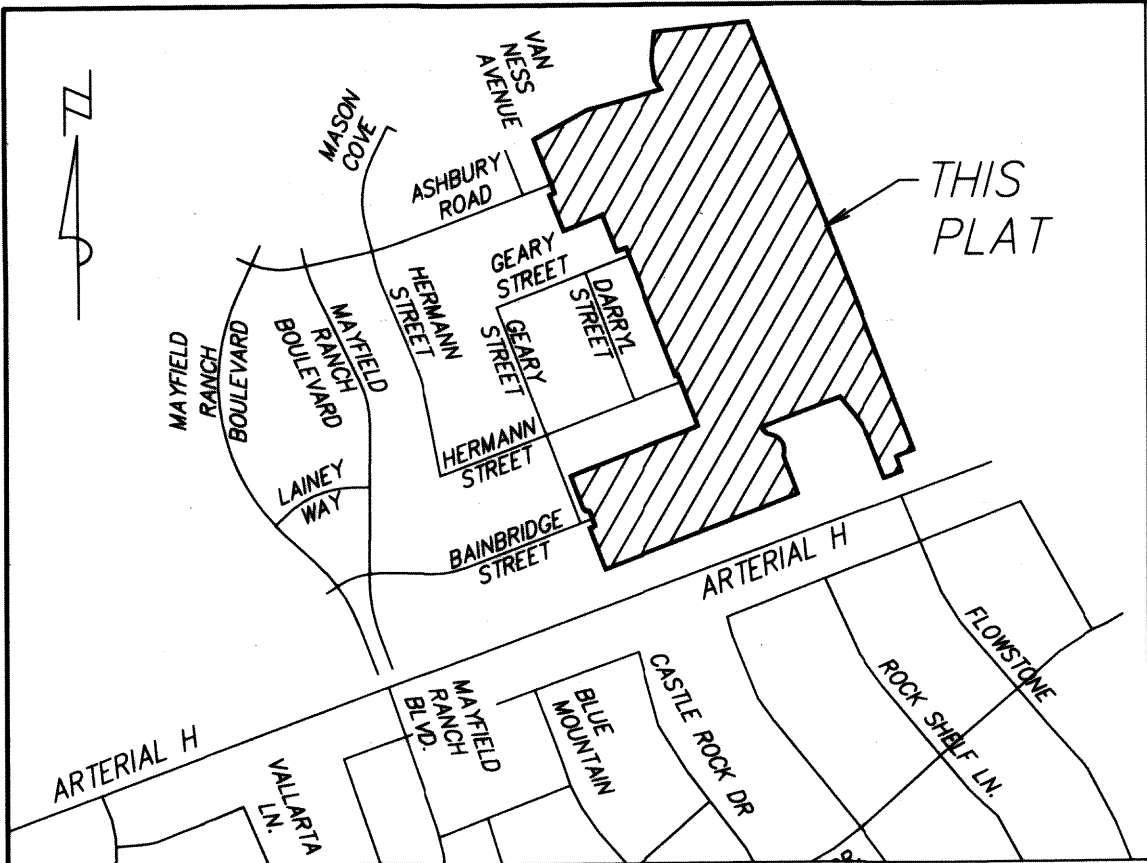 VAN
NESS
AVENUE
MASON
COVE
ASHBURY
ROAD
THIS
PLAT
N
GEARY
STREET
HERMANN
STREET
DARRYL
STREET
GEARY
STREET
MAYFIELD
RANCH
BOULEVARD
MAYFIELD
RANCH
BOULEVARD
HERMANN
STREET
LAINEY
WAY
BAINBRIDGE
STREET
ARTERIAL H
FLOWSTONE
ROCK SHELF LN.
CASTLE ROCK DR
BLUE
MOUNTAIN
MAYFIELD
RANCH
BLVD.
ARTERIAL H
VALLARTA
LN.